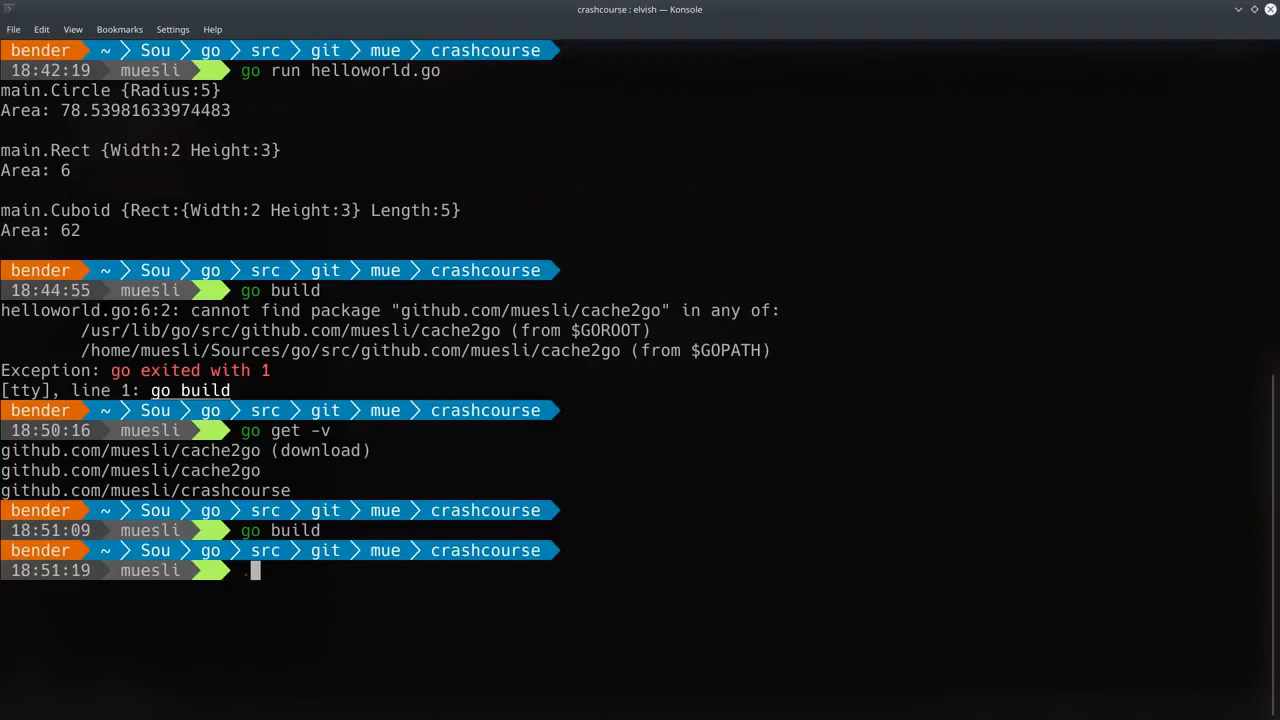 crashcourse : elvish — Konsole
File Edit View Bookmarks Settings Help
bender ~ Sou go src git mue crashcourse
18:42:19 muesli go run helloworld.go
main.Circle {Radius:5}
Area: 78.53981633974483
main.Rect {Width:2 Height:3}
Area: 6
main.Cuboid {Rect:{Width:2 Height:3} Length:5}
Area: 62
bender ~ Sou go src git mue crashcourse
18:44:55 muesli go build
helloworld.go:6:2: cannot find package "github.com/muesli/cache2go" in any of:
/usr/lib/go/src/github.com/muesli/cache2go (from $GOROOT)
/home/muesli/Sources/go/src/github.com/muesli/cache2go (from $GOPATH)
Exception: go exited with 1
[tty], line 1: go build
bender ~ Sou go src git mue crashcourse
18:50:16 muesli go get -v
github.com/muesli/cache2go (download)
github.com/muesli/cache2go
github.com/muesli/crashcourse
bender ~ Sou go src git mue crashcourse
18:51:09 muesli go build
bender ~ Sou go src git mue crashcourse
18:51:19 muesli .